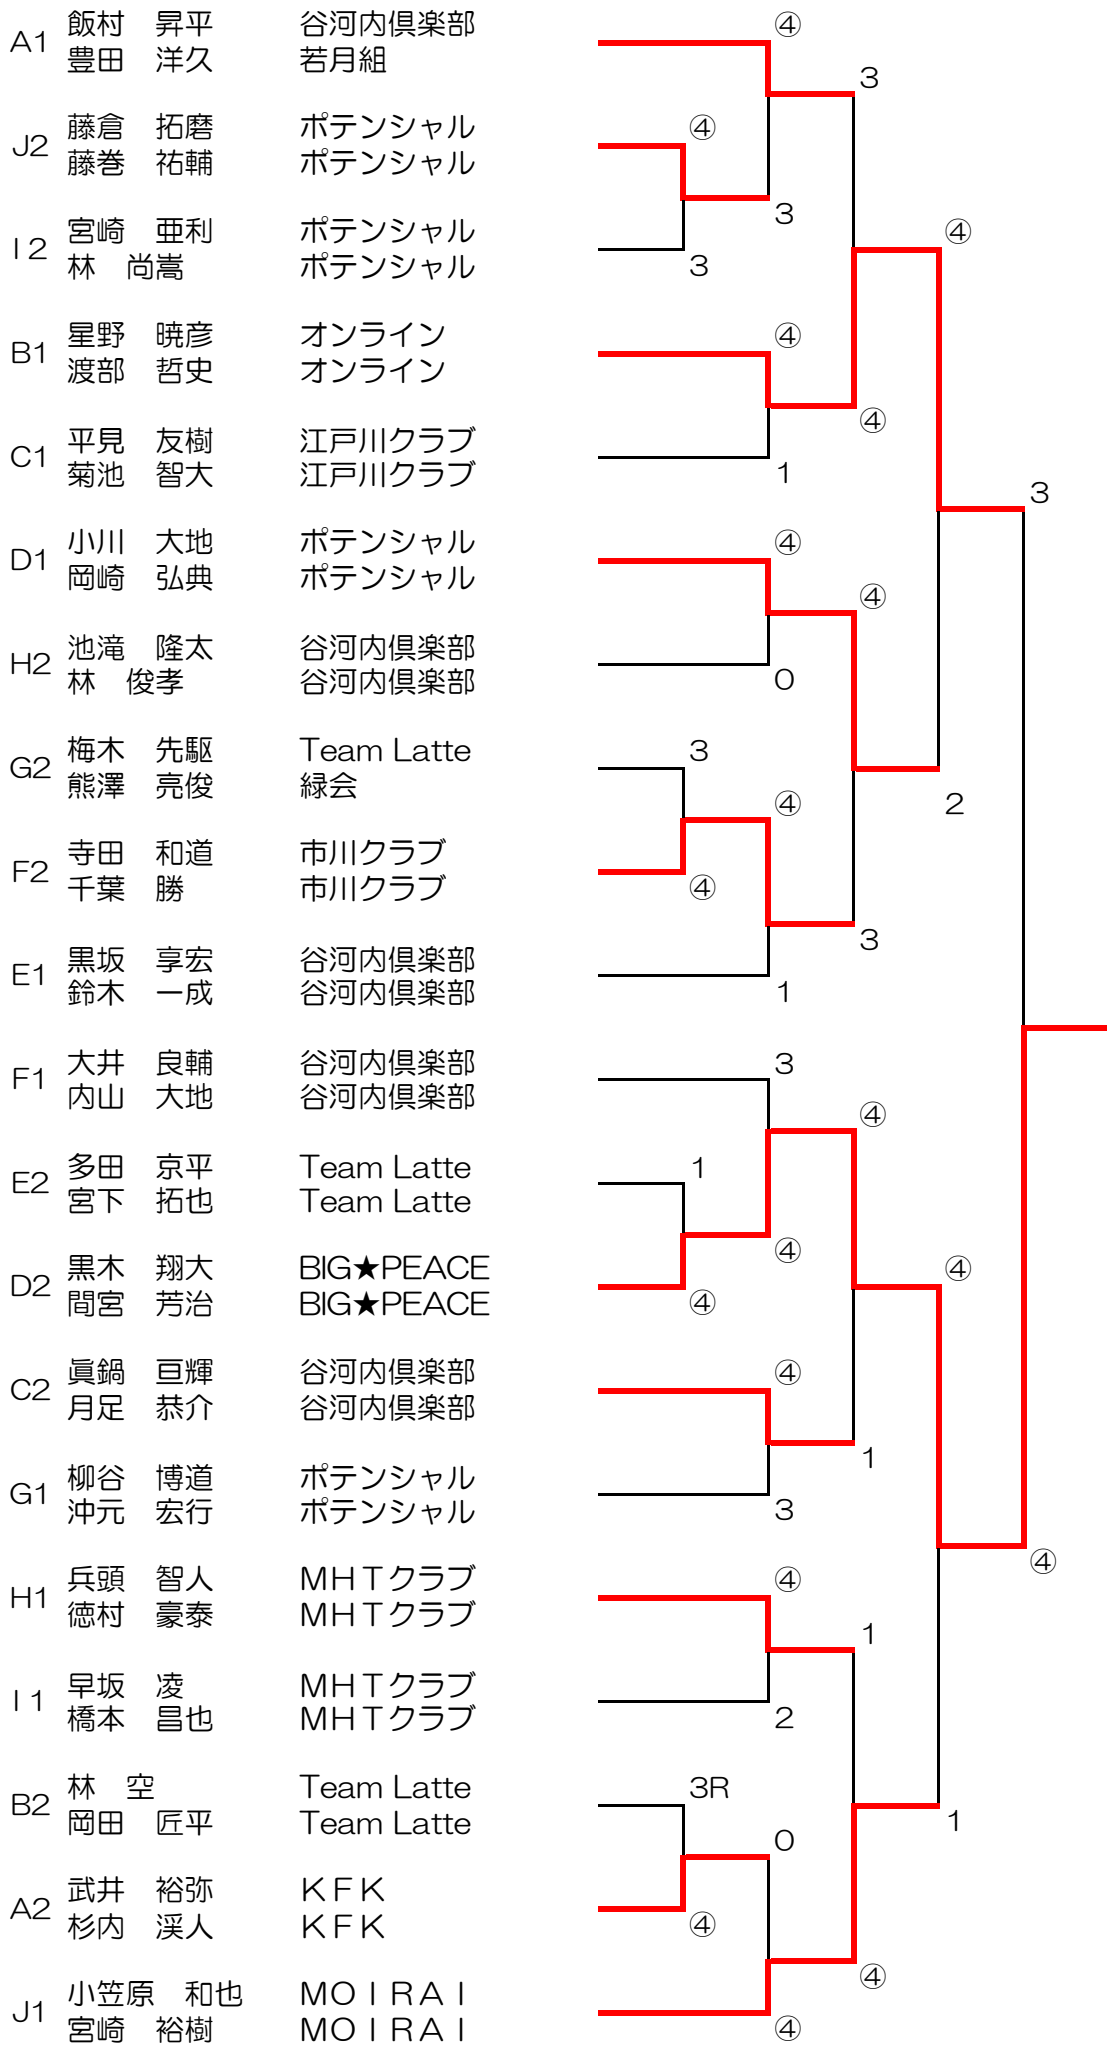 A1 飯村　昇平 谷河内倶楽部 ④
豊田　洋久 若月組
3
J2 藤倉　拓磨 ポテンシャル ④
藤巻　祐輔 ポテンシャル
3
I2 宮崎　亜利 ポテンシャル ④
林　尚嵩 ポテンシャル 3
B1 星野　暁彦 オンライン ④
渡部　哲史 オンライン
④
C1 平見　友樹 江戸川クラブ
菊池　智大 江戸川クラブ 1
3
D1 小川　大地 ポテンシャル ④
岡崎　弘典 ポテンシャル
④
H2 池滝　隆太 谷河内倶楽部
林　俊孝 谷河内倶楽部 0
G2 梅木　先駆 Team Latte 3
熊澤　亮俊 緑会
④ 2
F2 寺田　和道 市川クラブ
千葉　勝 市川クラブ ④
3
E1 黒坂　享宏 谷河内倶楽部
鈴木　一成 谷河内倶楽部 1
F1 大井　良輔 谷河内倶楽部 3
内山　大地 谷河内倶楽部
④
E2 多田　京平 Team Latte 1
宮下　拓也 Team Latte
④
D2 黒木　翔大 BIG★PEACE ④
間宮　芳治 BIG★PEACE ④
C2 眞鍋　亘輝 谷河内倶楽部 ④
月足　恭介 谷河内倶楽部
1
G1 柳谷　博道 ポテンシャル
沖元　宏行 ポテンシャル 3
④
H1 兵頭　智人 ＭＨＴクラブ ④
徳村　豪泰 ＭＨＴクラブ
1
I1 早坂　凌 ＭＨＴクラブ
橋本　昌也 ＭＨＴクラブ 2
B2 林　空 Team Latte 3R
岡田　匠平 Team Latte 1
0
A2 武井　裕弥 ＫＦＫ
杉内　渓人 ＫＦＫ ④
④
J1 小笠原　和也 ＭＯＩＲＡＩ
宮崎　裕樹 ＭＯＩＲＡＩ ④